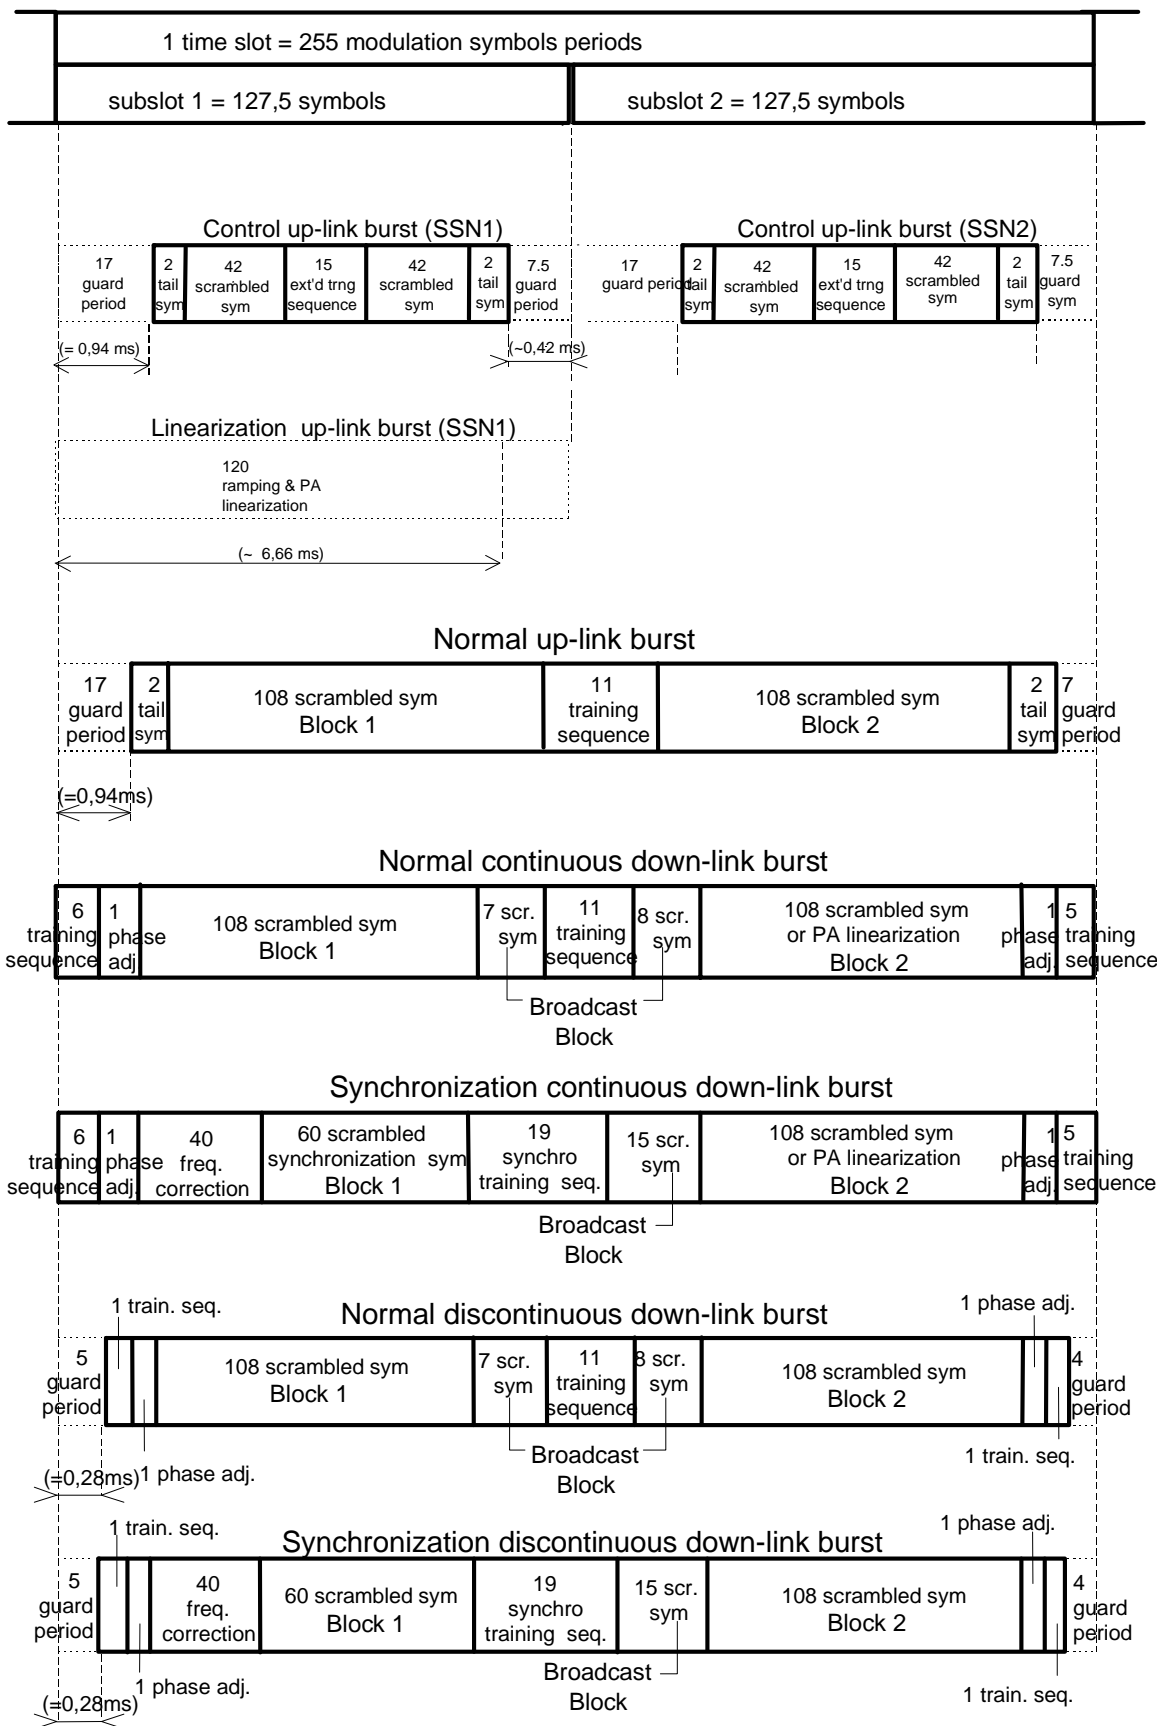 1 time slot = 255 modulation symbols periods
subslot 1 = 127,5 symbols
subslot 2 = 127,5 symbols
Control up-link burst (SSN1)
Control up-link burst (SSN2)
17
guard
period
2
tail
sym
42
scrambled
sym
15
ext'd trng
sequence
42
scrambled
sym
2
tail
sym
7.5
guard
period
17
guard period
2
tail
sym
42
scrambled
sym
15
ext'd trng
sequence
42
scrambled
sym
2
tail
sym
7.5
guard
sym
(= 0,94 ms)
(~0,42 ms)
Linearization up-link burst (SSN1)
120
ramping & PA
linearization
(~ 6,66 ms)
Normal up-link burst
17
guard
period
2
tail
sym
108 scrambled sym
Block 1
11
training
sequence
108 scrambled sym
Block 2
2
tail
sym
7
guard
period
(=0,94ms)
Normal continuous down-link burst
6
training
sequence
1
phase
adj.
108 scrambled sym
Block 1
7 scr.
sym
11
training
sequence
8 scr.
sym
108 scrambled sym
or PA linearization
Block 2
1
phase
adj.
5
training
sequence
Broadcast
Block
Synchronization continuous down-link burst
6
training
sequence
1
phase
adj.
40
freq.
correction
60 scrambled
synchronization sym
Block 1
19
synchro
training seq.
15 scr.
sym
108 scrambled sym
or PA linearization
Block 2
1
phase
adj.
5
training
sequence
Broadcast
Block
1 train. seq.
Normal discontinuous down-link burst
1 phase adj.
5
guard
period
108 scrambled sym
Block 1
7 scr.
sym
11
training
sequence
8 scr.
sym
108 scrambled sym
Block 2
4
guard
period
Broadcast
Block
1 train. seq.
(=0,28ms)
1 phase adj.
1 train. seq.
Synchronization discontinuous down-link burst
1 phase adj.
5
guard
period
40
freq.
correction
60 scrambled sym
Block 1
19
synchro
training seq.
15 scr.
sym
108 scrambled sym
Block 2
4
guard
period
Broadcast
Block
1 phase adj.
1 train. seq.
(=0,28ms)